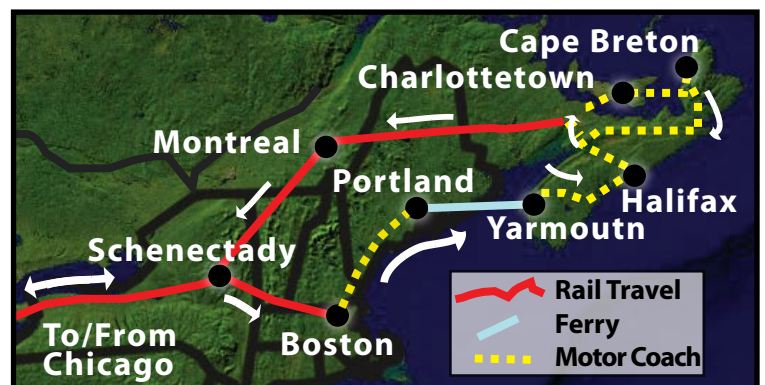 Cape Breton
Charlottetown
Montreal
Portland
Halifax
Yarmoutn
Schenectady
Boston
To/From
Chicago
Rail Travel
Ferry
Motor Coach